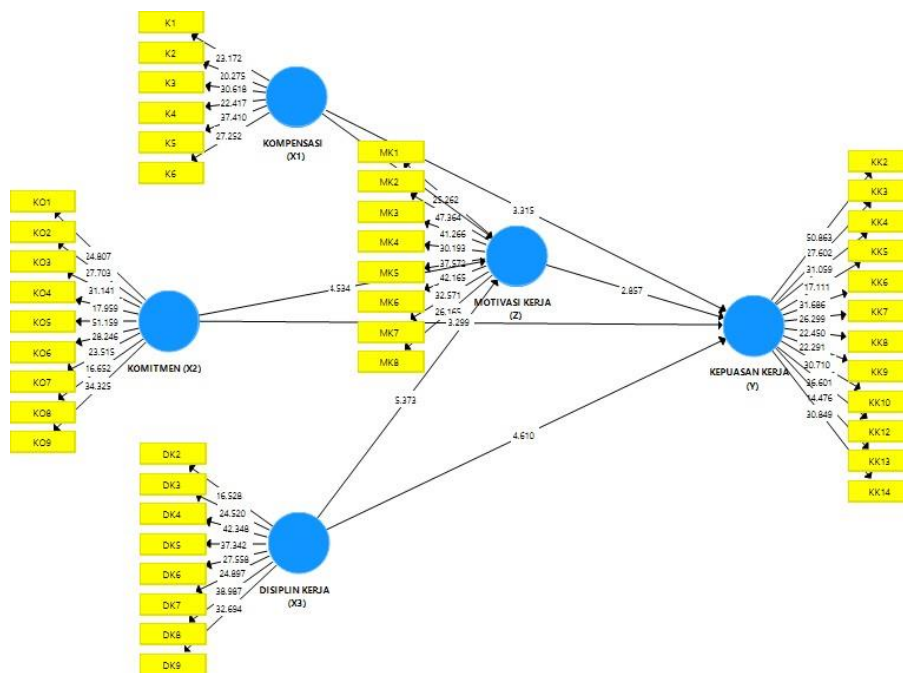 K1
K2
K3
K4
K5
K6
23.172
20.275
30.618
22.417
37.410
27.252
KOMPENSASI
(X1)
KO1
KO2
KO3
KO4
KO5
KO6
KO7
KO8
KO9
24.807
27.703
31.141
17.959
51.159
28.246
23.515
16.652
34.325
KOMITMEN (X2)
DK2
DK3
DK4
DK5
DK6
DK7
DK8
DK9
16.528
24.520
42.348
37.342
27.558
24.897
38.987
32.694
DISIPLIN KERJA
(X3)
MK1
MK2
MK3
MK4
MK5
MK6
MK7
MK8
25.262
47.364
41.266
30.193
37.572
42.165
32.571
26.165
MOTIVASI KERJA
(Z)
3.315
2.857
3.299
5.373
4.610
KK2
KK3
KK4
KK5
KK6
KK7
KK8
KK9
KK10
KK12
KK13
KK14
50.863
27.602
31.059
17.111
31.686
26.299
22.450
22.291
30.710
30.849
KEPUASAN KERJA
(Y)